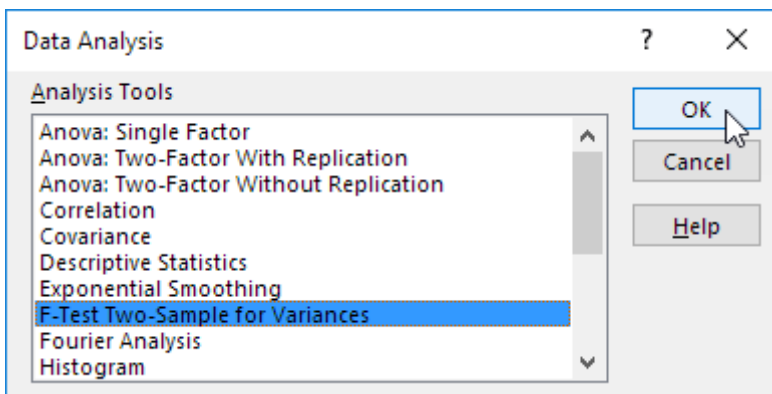 Data Analysis ? X
Analysis Tools
OK
Cancel
Help
Anova: Single Factor
Anova: Two-Factor With Replication
Anova: Two-Factor Without Replication
Correlation
Covariance
Descriptive Statistics
Exponential Smoothing
F-Test Two-Sample for Variances
Fourier Analysis
Histogram